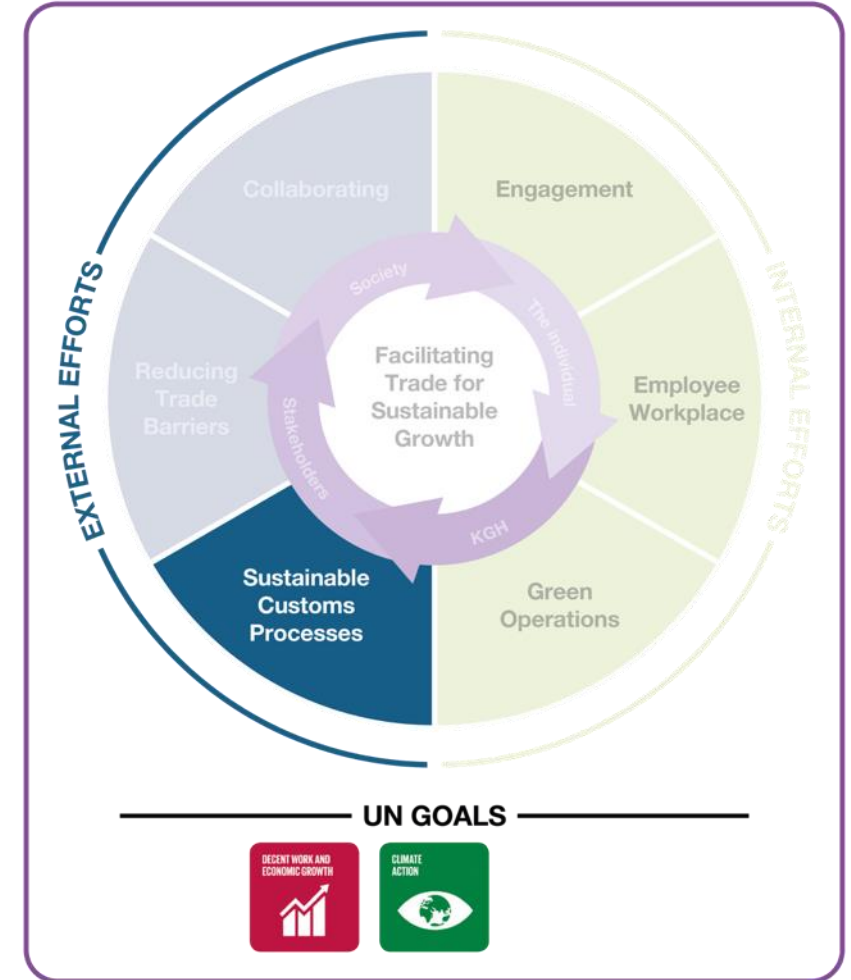 Collaborating
Engagement
EXTERNAL EFFORTS
INTERNAL EFFORTS
Society
The individual
Reducing
Trade
Barriers
Facilitating
Trade for
Sustainable
Growth
Employee
Workplace
Stakeholders
KGH
Sustainable
Customs
Processes
Green
Operations
UN GOALS
DECENT WORK AND
ECONOMIC GROWTH
CLIMATE
ACTION